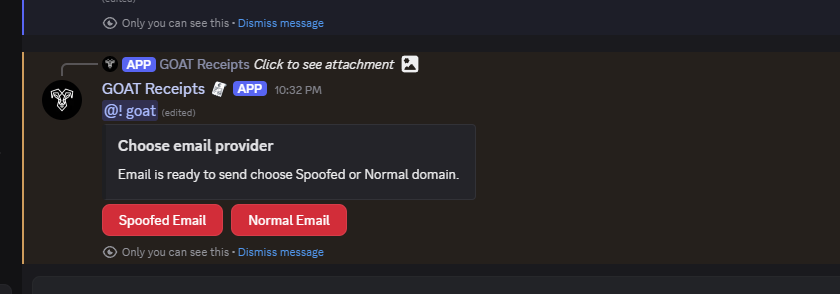 (edited)
Only you can see this • Dismiss message
APP GOAT Receipts Click to see attachment
GOAT Receipts APP 10:32 PM
@! goat (edited)
Choose email provider
Email is ready to send choose Spoofed or Normal domain.
Spoofed Email Normal Email
Only you can see this • Dismiss message